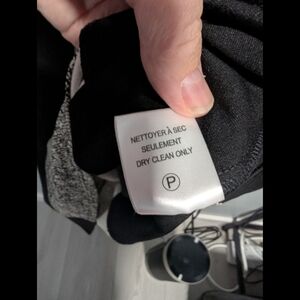 NETTOYER À SEC
SEULEMENT
DRY CLEAN ONLY
P